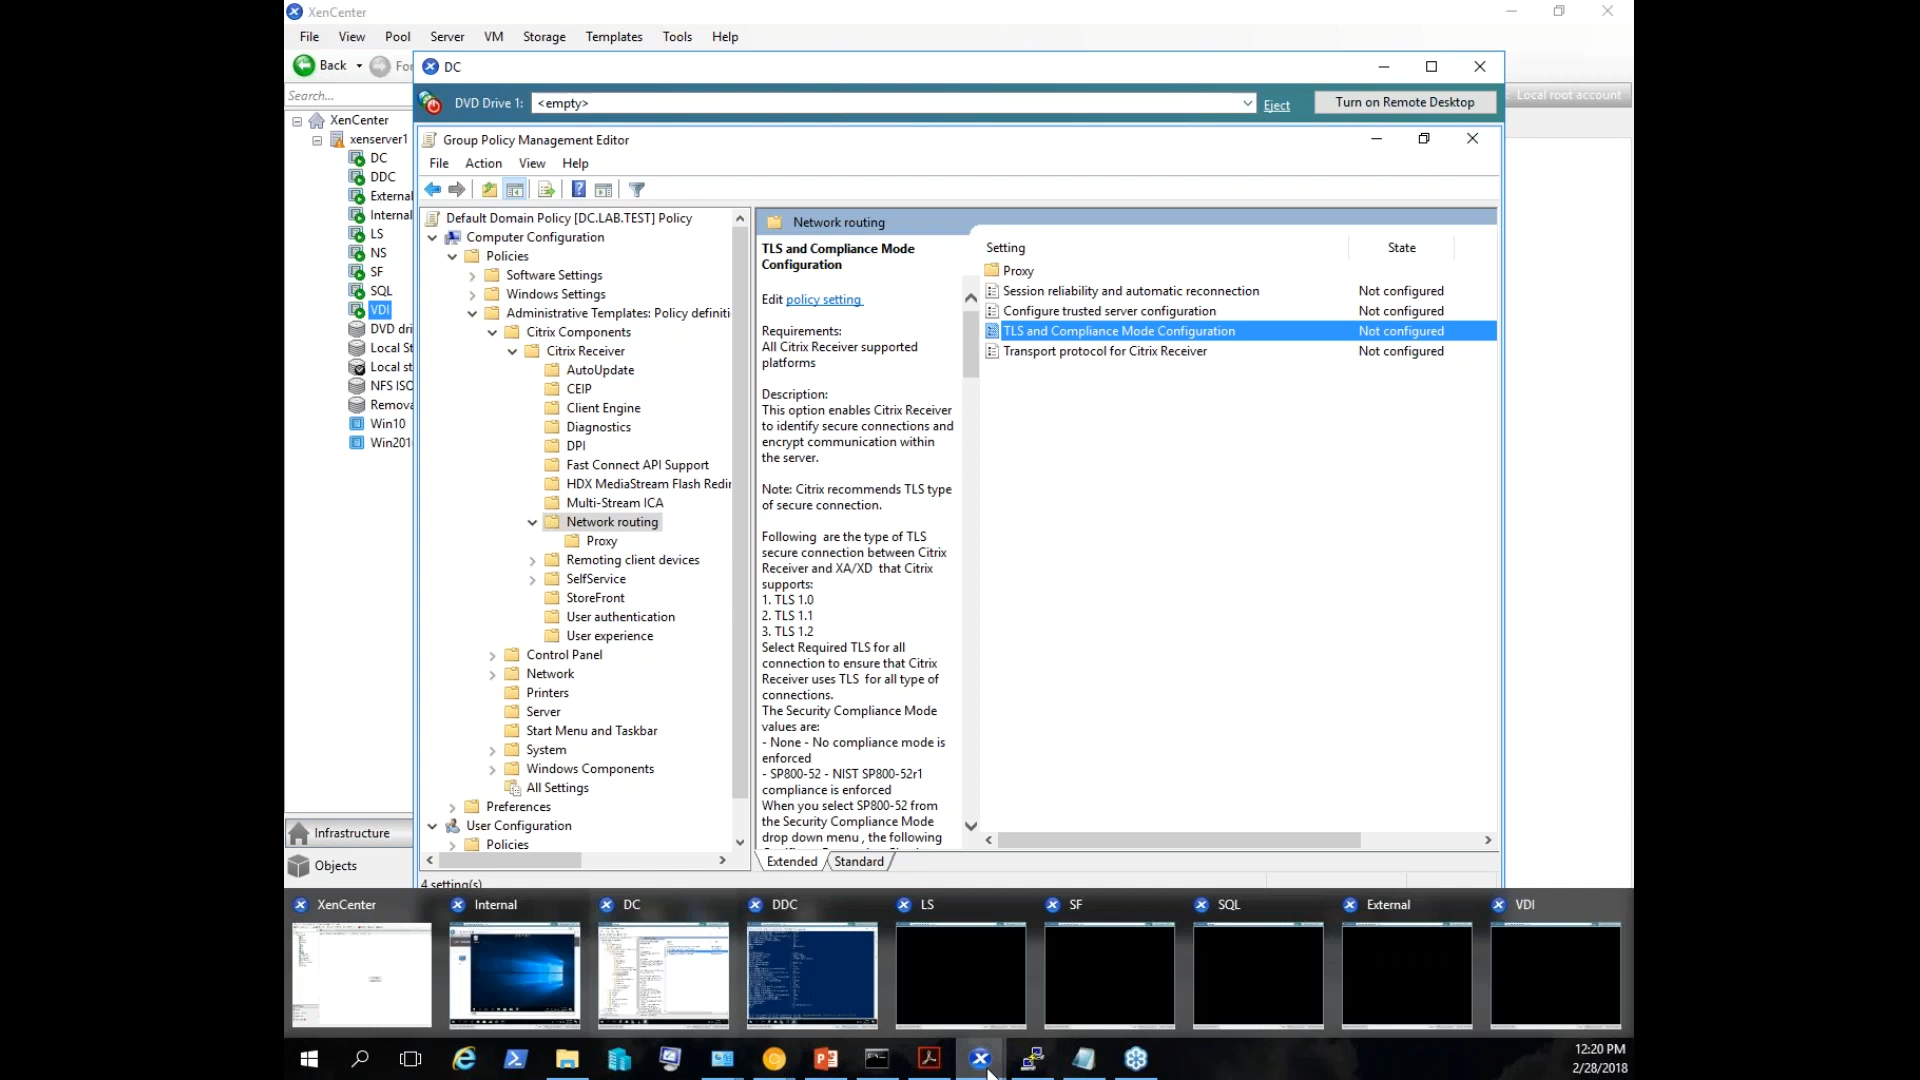 XenCenter
File View Pool Server VM Storage Templates Tools Help
Back For
Search...
XenCenter
xenserver1
DC
DDC
External
Internal
LS
NS
SF
SQL
VDI
DVD dri
Local St
Local st
NFS ISO
Remova
Win10
Win201
Infrastructure
Objects
DC
DVD Drive 1: <empty> Eject Turn on Remote Desktop
Local root account
Group Policy Management Editor
File Action View Help
Default Domain Policy [DC.LAB.TEST] Policy
Computer Configuration
Policies
Software Settings
Windows Settings
Administrative Templates: Policy definiti
Citrix Components
Citrix Receiver
AutoUpdate
CEIP
Client Engine
Diagnostics
DPI
Fast Connect API Support
HDX MediaStream Flash Redir
Multi-Stream ICA
Network routing
Proxy
Remoting client devices
SelfService
StoreFront
User authentication
User experience
Control Panel
Network
Printers
Server
Start Menu and Taskbar
System
Windows Components
All Settings
Preferences
User Configuration
Policies
Network routing
TLS and Compliance Mode
Configuration
Edit policy setting
Requirements:
All Citrix Receiver supported
platforms
Description:
This option enables Citrix Receiver
to identify secure connections and
encrypt communication within
the server.
Note: Citrix recommends TLS type
of secure connection.
Following are the type of TLS
secure connection between Citrix
Receiver and XA/XD that Citrix
supports:
1. TLS 1.0
2. TLS 1.1
3. TLS 1.2
Select Required TLS for all
connection to ensure that Citrix
Receiver uses TLS for all type of
connections.
The Security Compliance Mode
values are:
- None - No compliance mode is
enforced
- SP800-52 - NIST SP800-52r1
compliance is enforced
When you select SP800-52 from
the Security Compliance Mode
drop down menu , the following
Setting State
Proxy
Session reliability and automatic reconnection Not configured
Configure trusted server configuration Not configured
TLS and Compliance Mode Configuration Not configured
Transport protocol for Citrix Receiver Not configured
Extended Standard
4 setting(s)
XenCenter Internal DC DDC LS SF SQL External VDI
12:20 PM
2/28/2018